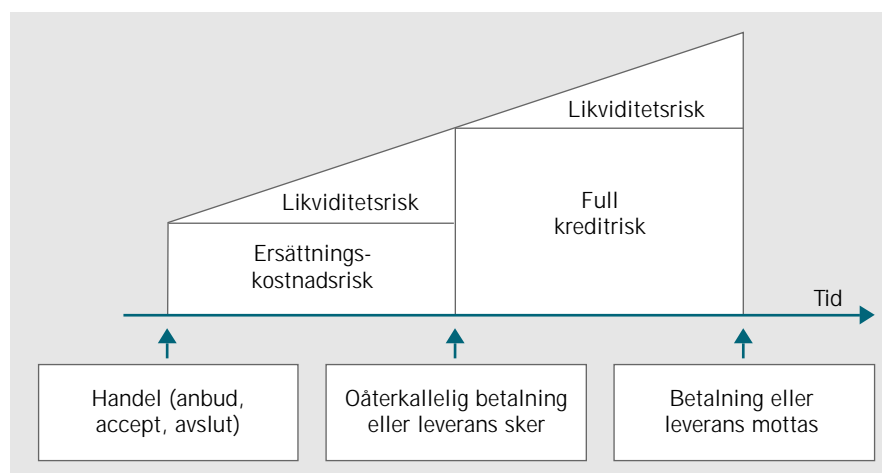 Likviditetsrisk
Full
kreditrisk
Likviditetsrisk
Ersättnings-
kostnadsrisk
Tid
Handel (anbud,
accept, avslut)
Oåterkallelig betalning
eller leverans sker
Betalning eller
leverans mottas